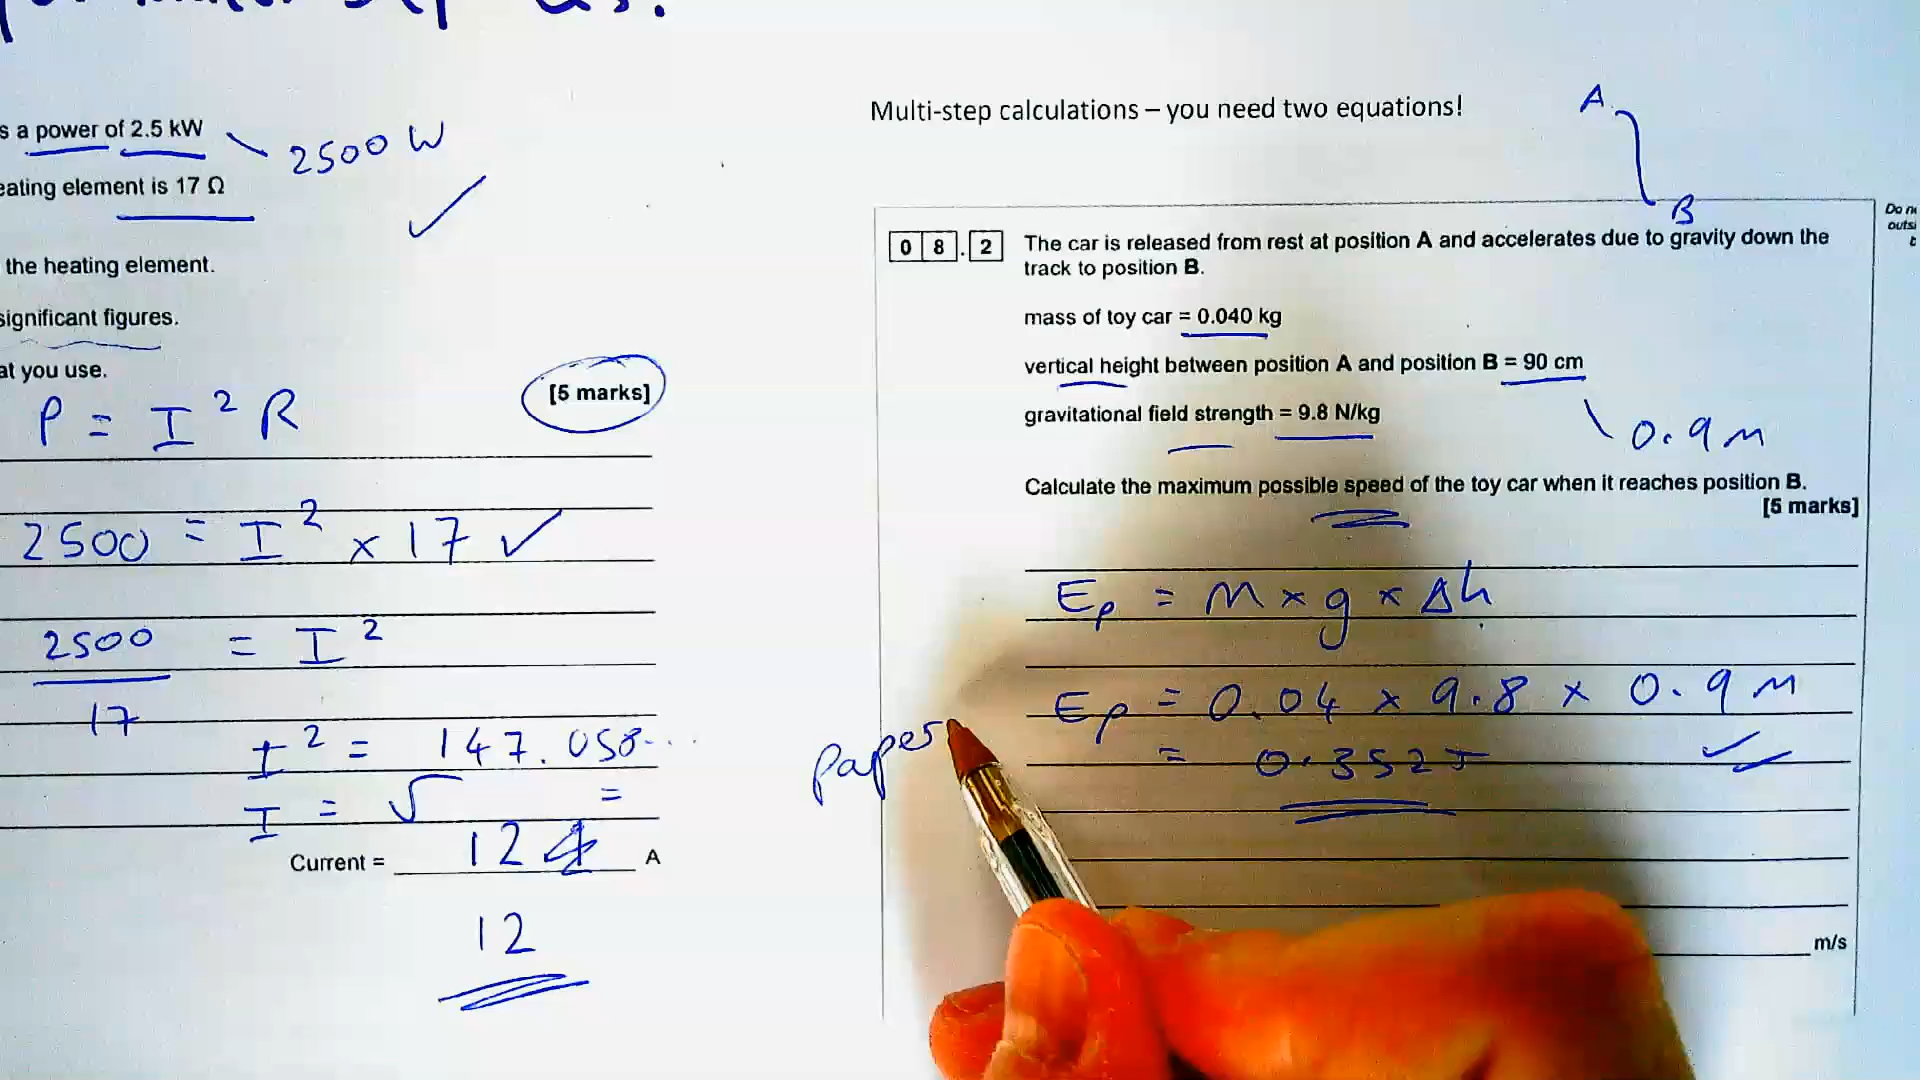 s a power of 2.5 kW
2500 W
eating element is 17 Ω
the heating element.
significant figures.
at you use.
[5 marks]
P = I² R
2500 = I² × 17 ✓
2500 = I²
17
I² = 147.058...
I = √ =
Current = 12 A
12
Multi-step calculations – you need two equations!
A
B
Do n
outsi
b
0 8 . 2 The car is released from rest at position A and accelerates due to gravity down the
track to position B.
mass of toy car = 0.040 kg
vertical height between position A and position B = 90 cm
gravitational field strength = 9.8 N/kg
0.9 m
Calculate the maximum possible speed of the toy car when it reaches position B.
[5 marks]
Ep = m × g × Δh
Ep = 0.04 × 9.8 × 0.9 m
= 0.352 J
Paper
m/s